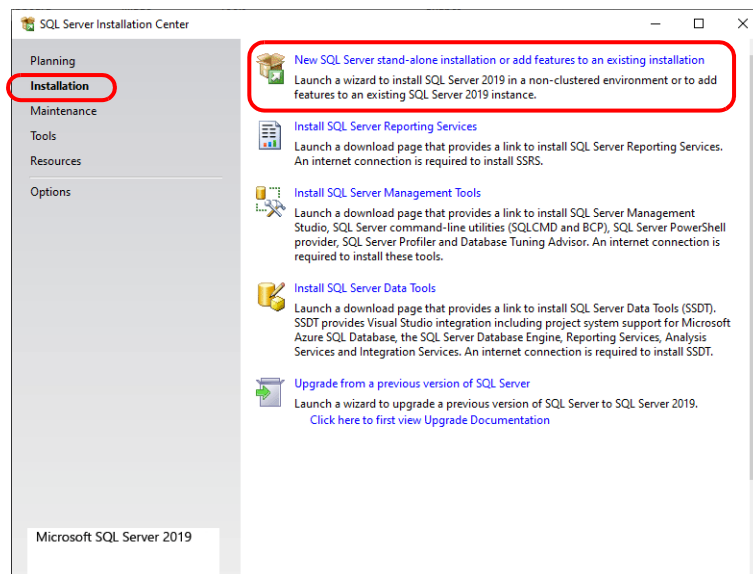 SQL Server Installation Center
Planning
Installation
Maintenance
Tools
Resources
Options
New SQL Server stand-alone installation or add features to an existing installation
Launch a wizard to install SQL Server 2019 in a non-clustered environment or to add
features to an existing SQL Server 2019 instance.
Install SQL Server Reporting Services
Launch a download page that provides a link to install SQL Server Reporting Services.
An internet connection is required to install SSRS.
Install SQL Server Management Tools
Launch a download page that provides a link to install SQL Server Management
Studio, SQL Server command-line utilities (SQLCMD and BCP), SQL Server PowerShell
provider, SQL Server Profiler and Database Tuning Advisor. An internet connection is
required to install these tools.
Install SQL Server Data Tools
Launch a download page that provides a link to install SQL Server Data Tools (SSDT).
SSDT provides Visual Studio integration including project system support for Microsoft
Azure SQL Database, the SQL Server Database Engine, Reporting Services, Analysis
Services and Integration Services. An internet connection is required to install SSDT.
Upgrade from a previous version of SQL Server
Launch a wizard to upgrade a previous version of SQL Server to SQL Server 2019.
Click here to first view Upgrade Documentation
Microsoft SQL Server 2019